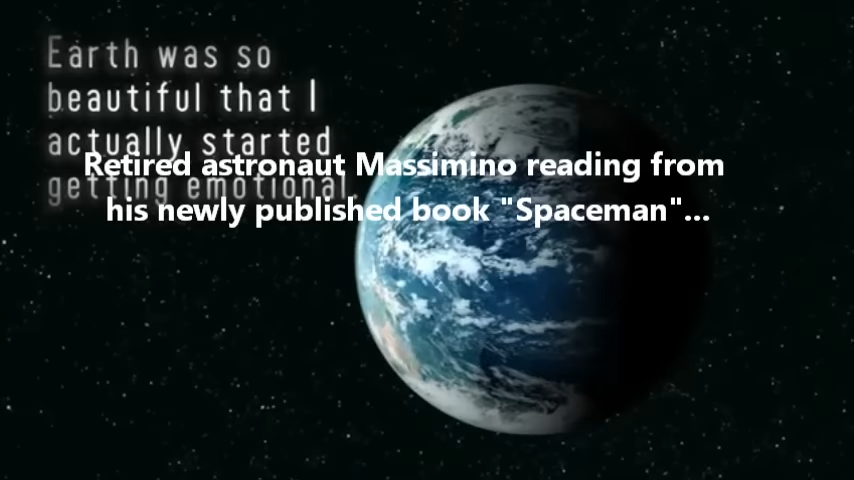 Earth was so
beautiful that I
actually started
getting emotional.
Retired astronaut Massimino reading from
his newly published book "Spaceman"...